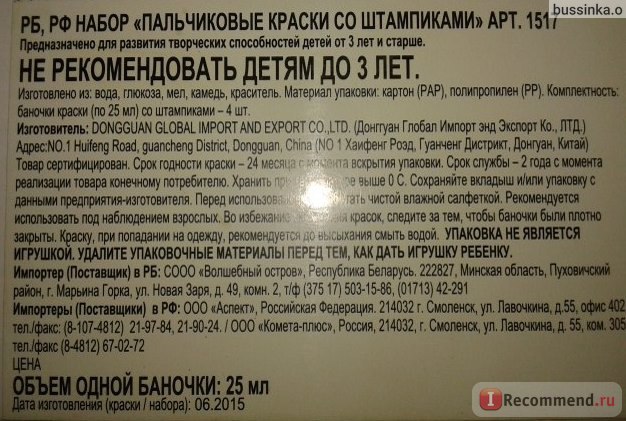 bussinka.o
РБ, РФ НАБОР «ПАЛЬЧИКОВЫЕ КРАСКИ СО ШТАМПИКАМИ» АРТ. 1517
Предназначено для развития творческих способностей детей от 3 лет и старше.
НЕ РЕКОМЕНДОВАТЬ ДЕТЯМ ДО 3 ЛЕТ.
Изготовлено из: вода, глюкоза, мел, камедь, краситель. Материал упаковки: картон (PAP), полипропилен (PP). Комплектность:
баночки краски (по 25 мл) со штампиками – 4 шт.
Изготовитель: DONGGUAN GLOBAL IMPORT AND EXPORT CO.,LTD. (Донггуан Глобал Импорт энд Экспорт Ко., ЛТД.)
Адрес:NO.1 Huifeng Road, guancheng District, Dongguan, China (NO 1 Хаифенг Роэд, Гуанченг Дистрикт, Донгуан, Китай)
Товар сертифицирован. Срок годности краски – 24 месяца с момента вскрытия упаковки. Срок службы – 2 года с момента
реализации товара конечному потребителю. Хранить при выше 0 С. Сохраняйте вкладыш и/или упаковку с
данными предприятия-изготовителя. Перед использов чистой влажной салфеткой. Рекомендуется
использовать под наблюдением взрослых. Во избежание красок, следите за тем, чтобы баночки были плотно
закрыты. Краску, при попадании на одежду, рекомендуется до высыхания смыть водой. УПАКОВКА НЕ ЯВЛЯЕТСЯ
ИГРУШКОЙ. УДАЛИТЕ УПАКОВОЧНЫЕ МАТЕРИАЛЫ ПЕРЕД ТЕМ, КАК ДАТЬ ИГРУШКУ РЕБЕНКУ.
Импортер (Поставщик) в РБ: СООО «Волшебный остров», Республика Беларусь. 222827, Минская область, Пуховичский
район, г. Марьина Горка, ул. Новая Заря, д. 49, комн. 2, т/ф (375 17) 503-15-86, (01713) 42-291
Импортеры (Поставщики) в РФ: ООО «Аспект», Российская Федерация. 214032 г. Смоленск, ул. Лавочкина, д.55, офис 402
тел./факс: (8-107-4812) 21-97-84, 21-90-24. / ООО «Комета-плюс», Россия, 214032, г. Смоленск, ул. Лавочкина, д. 55, ком. 305
тел./ф (8-4812) 67-02-72
ЦЕНА
ОБЪЕМ ОДНОЙ БАНОЧКИ: 25 мл
Дата изготовления (краски / набора): 06.2015
I Recommend.ru